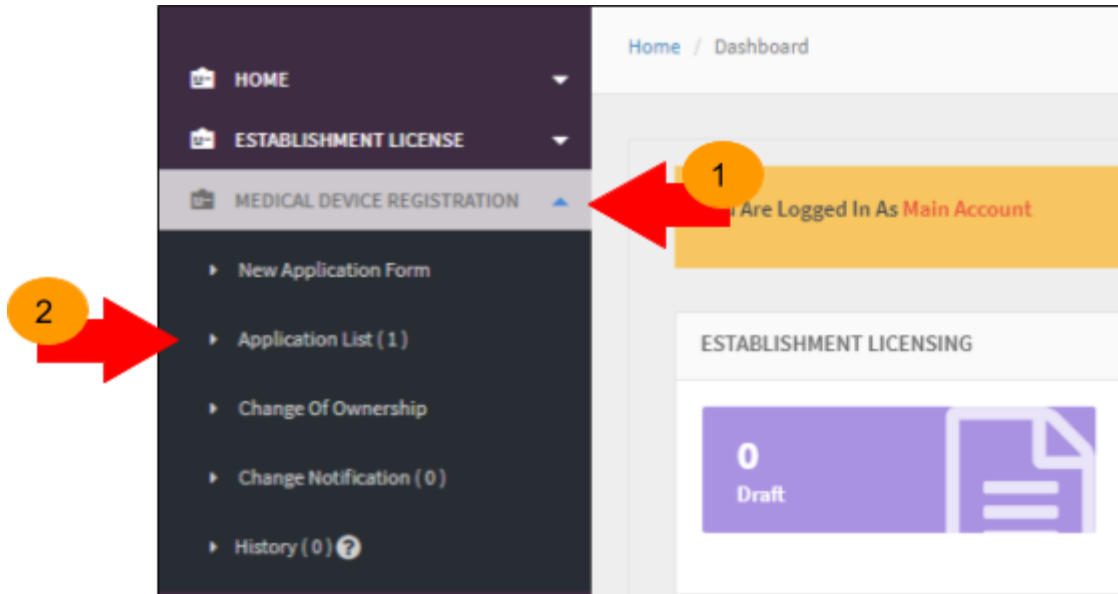 Home / Dashboard
HOME
ESTABLISHMENT LICENSE
MEDICAL DEVICE REGISTRATION
1
Are Logged In As Main Account
New Application Form
2
Application List ( 1 )
ESTABLISHMENT LICENSING
Change Of Ownership
0
Draft
Change Notification ( 0 )
History ( 0 ) ?